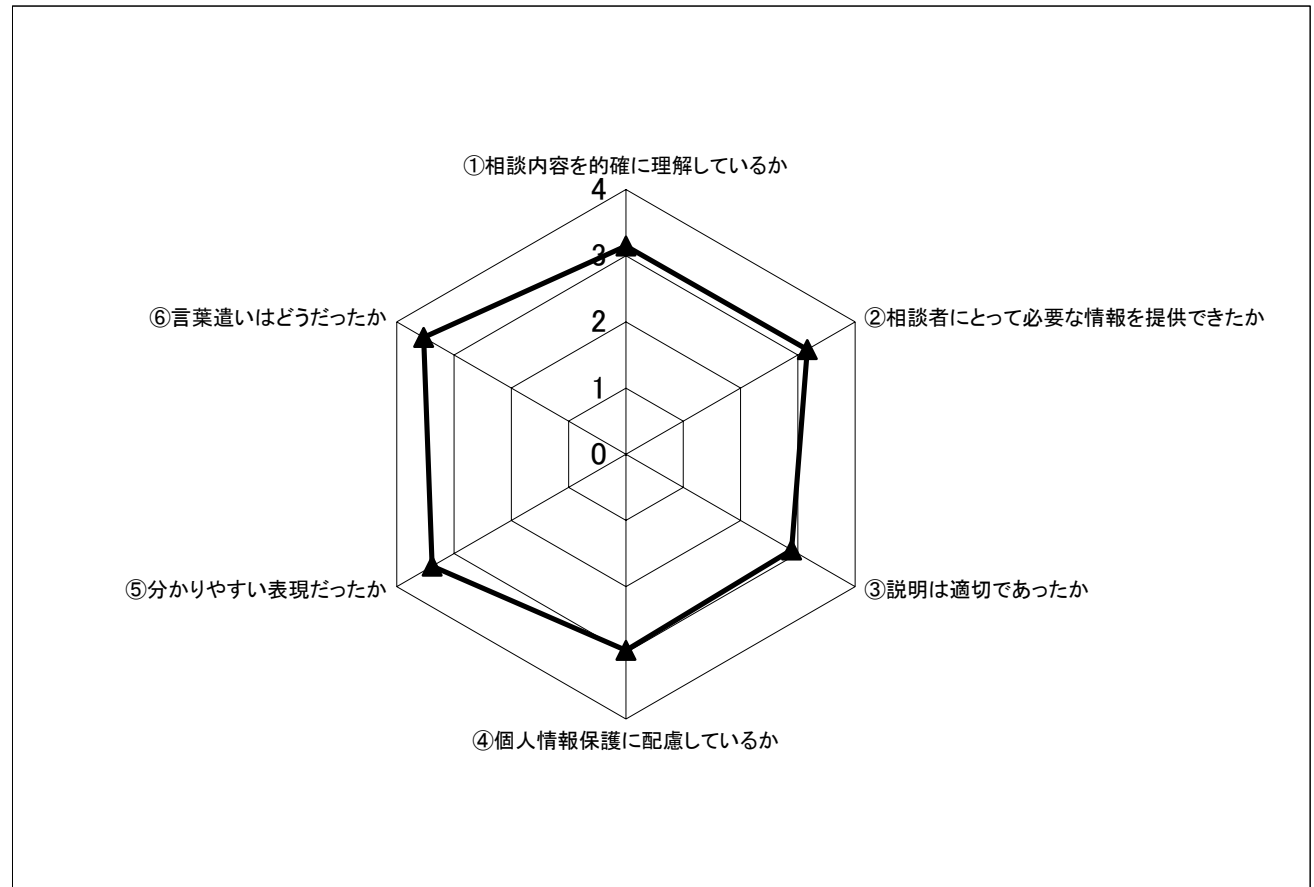 ①相談内容を的確に理解しているか
4
3
2
1
0
②相談者にとって必要な情報を提供できたか
③説明は適切であったか
④個人情報保護に配慮しているか
⑤分かりやすい表現だったか
⑥言葉遣いはどうだったか